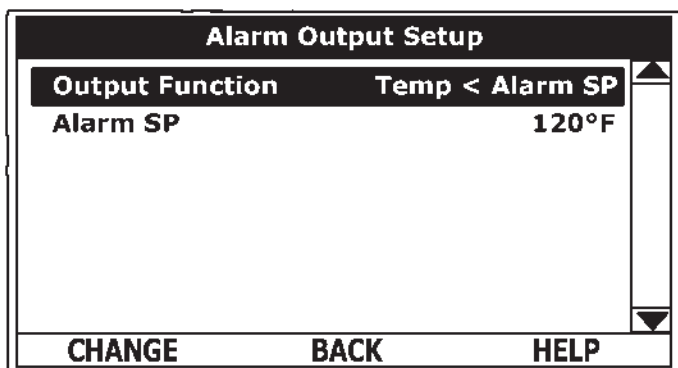 Alarm Output Setup
Output Function Temp < Alarm SP
Alarm SP 120°F
CHANGE BACK HELP